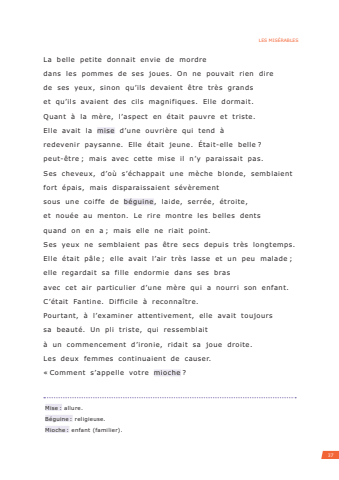 LES MISÉRABLES
La belle petite donnait envie de mordre
dans les pommes de ses joues. On ne pouvait rien dire
de ses yeux, sinon qu’ils devaient être très grands
et qu’ils avaient des cils magnifiques. Elle dormait.
Quant à la mère, l’aspect en était pauvre et triste.
Elle avait la mise d’une ouvrière qui tend à
redevenir paysanne. Elle était jeune. Était-elle belle ?
peut-être ; mais avec cette mise il n’y paraissait pas.
Ses cheveux, d’où s’échappait une mèche blonde, semblaient
fort épais, mais disparaissaient sévèrement
sous une coiffe de béguine, laide, serrée, étroite,
et nouée au menton. Le rire montre les belles dents
quand on en a ; mais elle ne riait point.
Ses yeux ne semblaient pas être secs depuis très longtemps.
Elle était pâle ; elle avait l’air très lasse et un peu malade ;
elle regardait sa fille endormie dans ses bras
avec cet air particulier d’une mère qui a nourri son enfant.
C’était Fantine. Difficile à reconnaître.
Pourtant, à l’examiner attentivement, elle avait toujours
sa beauté. Un pli triste, qui ressemblait
à un commencement d’ironie, ridait sa joue droite.
Les deux femmes continuaient de causer.
« Comment s’appelle votre mioche ?
Mise : allure.
Béguine : religieuse.
Mioche : enfant (familier).
37